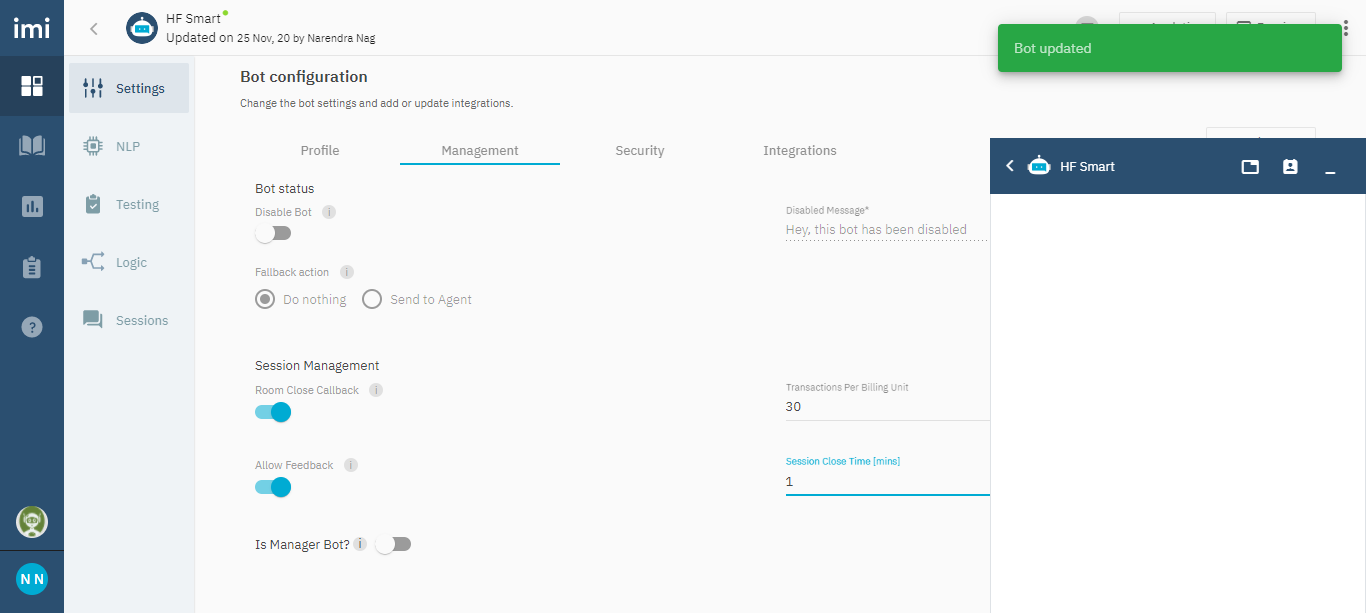 imi
HF Smart
Updated on 25 Nov, 20 by Narendra Nag
Bot updated
Settings
NLP
Testing
Logic
Sessions
Bot configuration
Change the bot settings and add or update integrations.
Profile
Management
Security
Integrations
Bot status
Disable Bot i
Disabled Message*
Hey, this bot has been disabled
Fallback action i
Do nothing
Send to Agent
Session Management
Room Close Callback i
Transactions Per Billing Unit
30
Allow Feedback i
Session Close Time [mins]
1
Is Manager Bot? i
HF Smart
?
N N